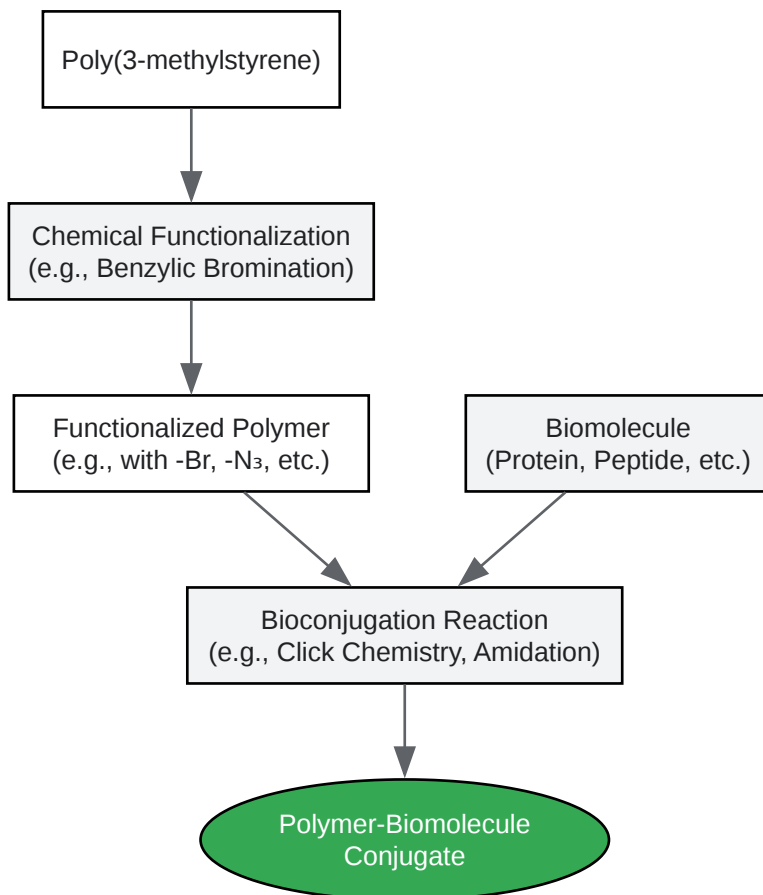 Poly(3-methylstyrene)
Chemical Functionalization
(e.g., Benzylic Bromination)
Functionalized Polymer
(e.g., with -Br, -N₃, etc.)
Biomolecule
(Protein, Peptide, etc.)
Bioconjugation Reaction
(e.g., Click Chemistry, Amidation)
Polymer-Biomolecule
Conjugate